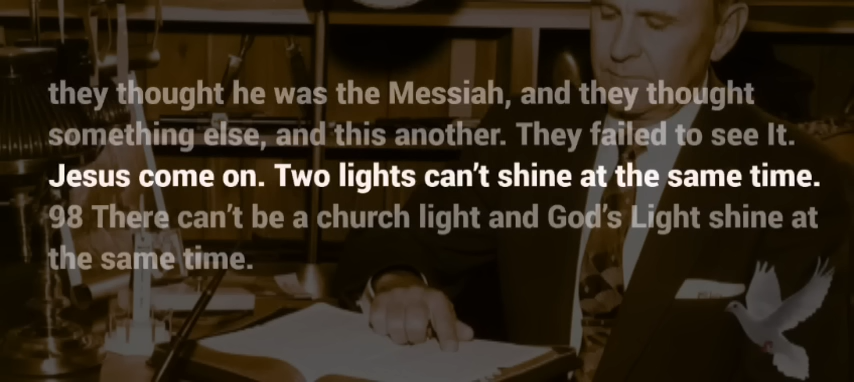 they thought he was the Messiah, and they thought
something else, and this another. They failed to see It.
Jesus come on. Two lights can't shine at the same time.
98 There can't be a church light and God's Light shine at
the same time.